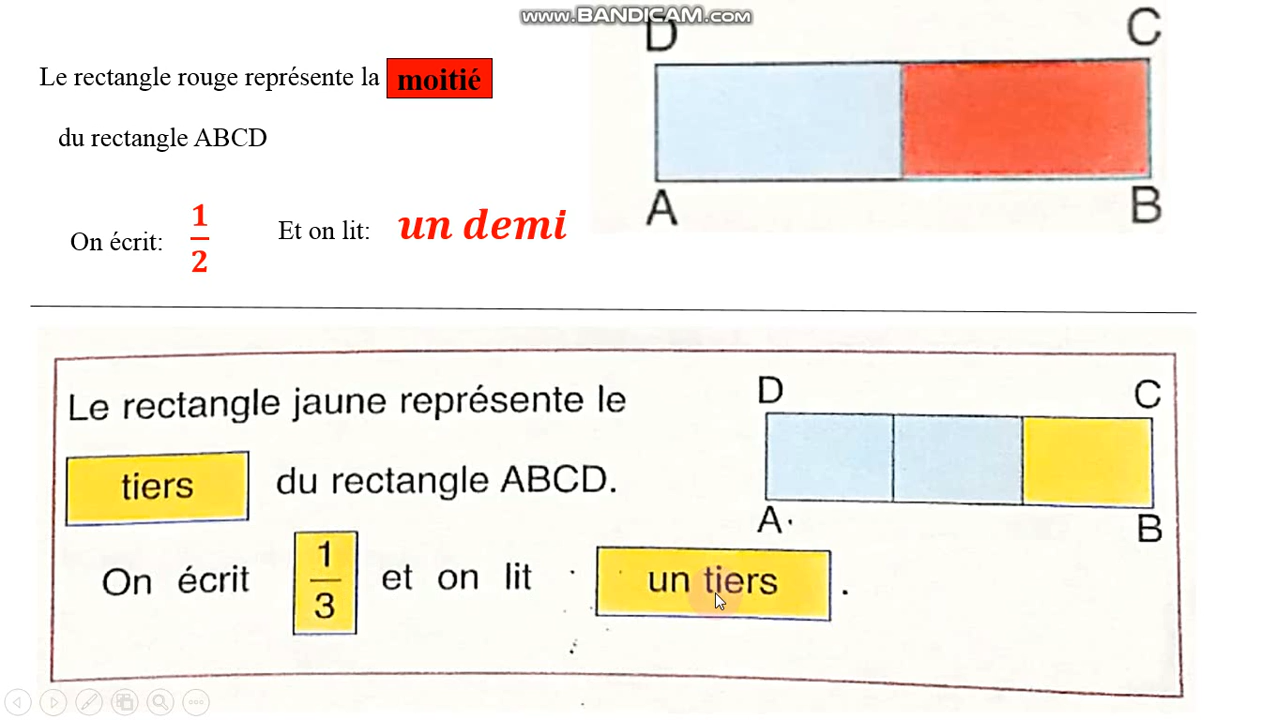 www.BANDICAM.com
D
C
Le rectangle rouge représente la moitié
du rectangle ABCD
A
B
On écrit: 1/2 Et on lit: un demi
Le rectangle jaune représente le
D
C
tiers du rectangle ABCD.
A
B
On écrit 1/3 et on lit un tiers .